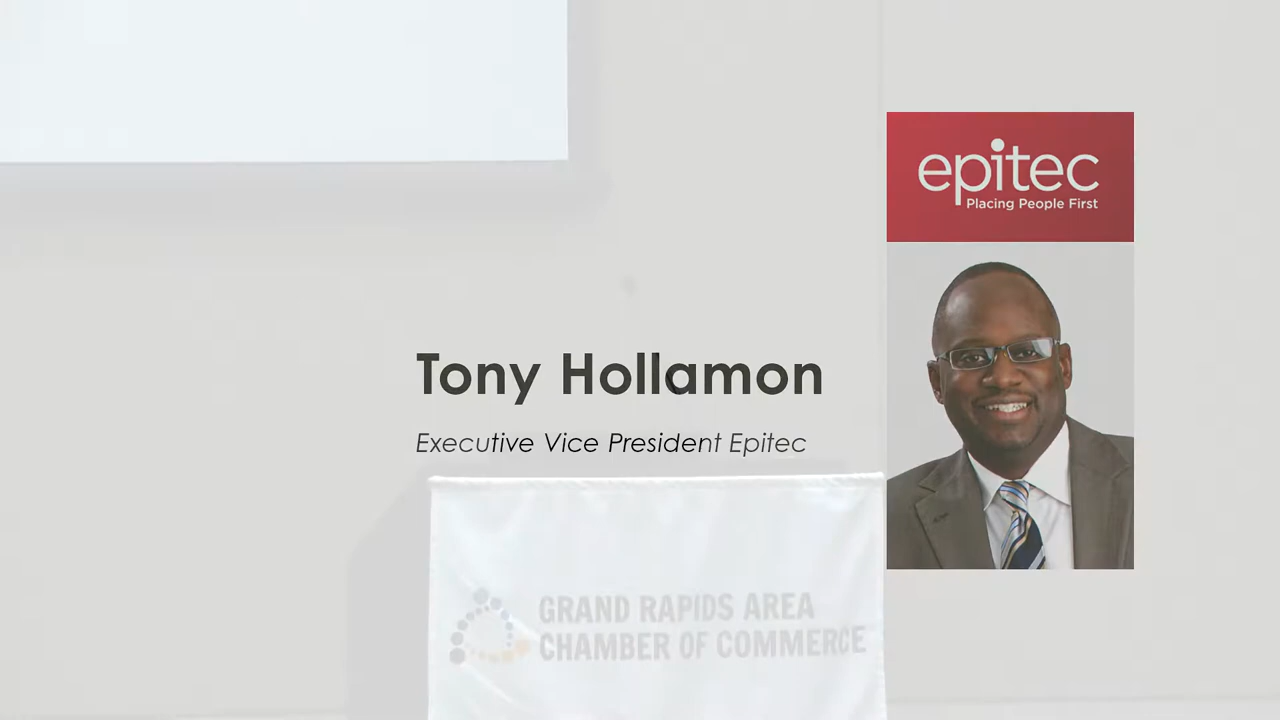 epitec
Placing People First
Tony Hollamon
Executive Vice President Epitec
GRAND RAPIDS AREA
CHAMBER OF COMMERCE